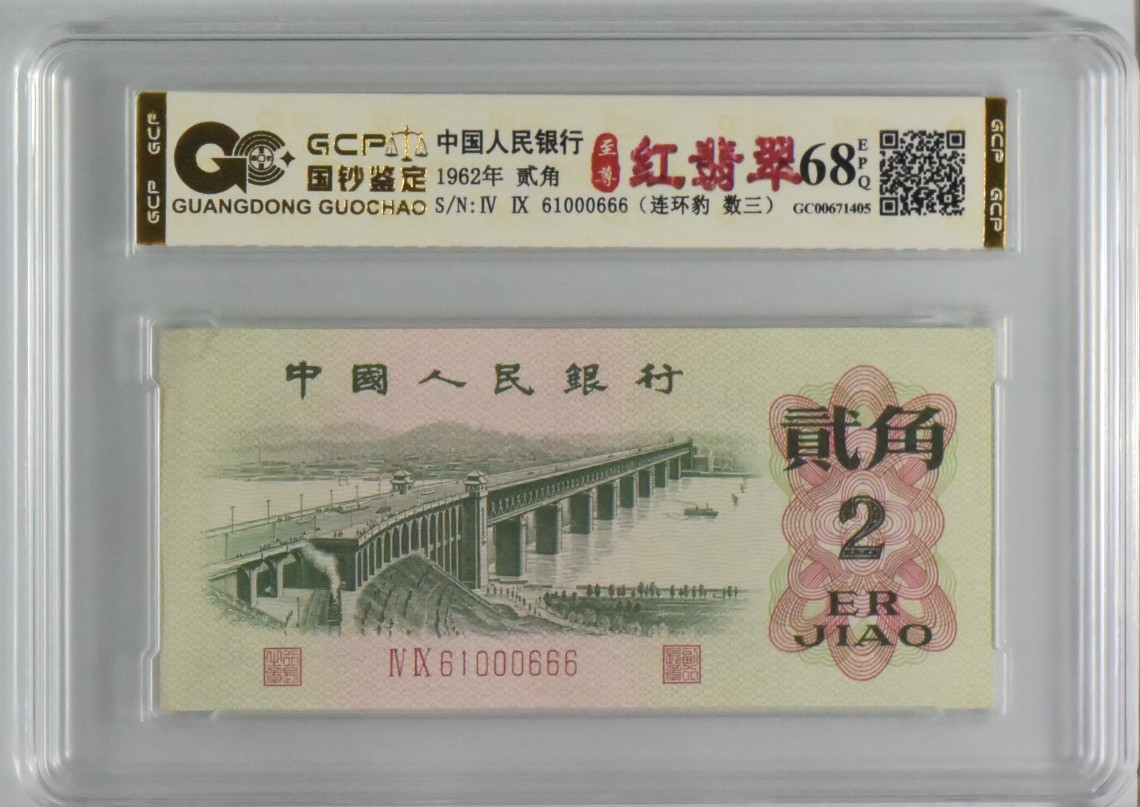 GCP GCP
GCP
国钞鉴定
GUANGDONG GUOCHAO
中国人民银行
1962年 贰角
S/N:Ⅳ Ⅸ 61000666（连环豹 数三）
至尊
红翡翠
68
EPQ
GC00671405
GCP GCP
中國人民銀行
貳角
2
ER
JIAO
ⅣⅨ61000666